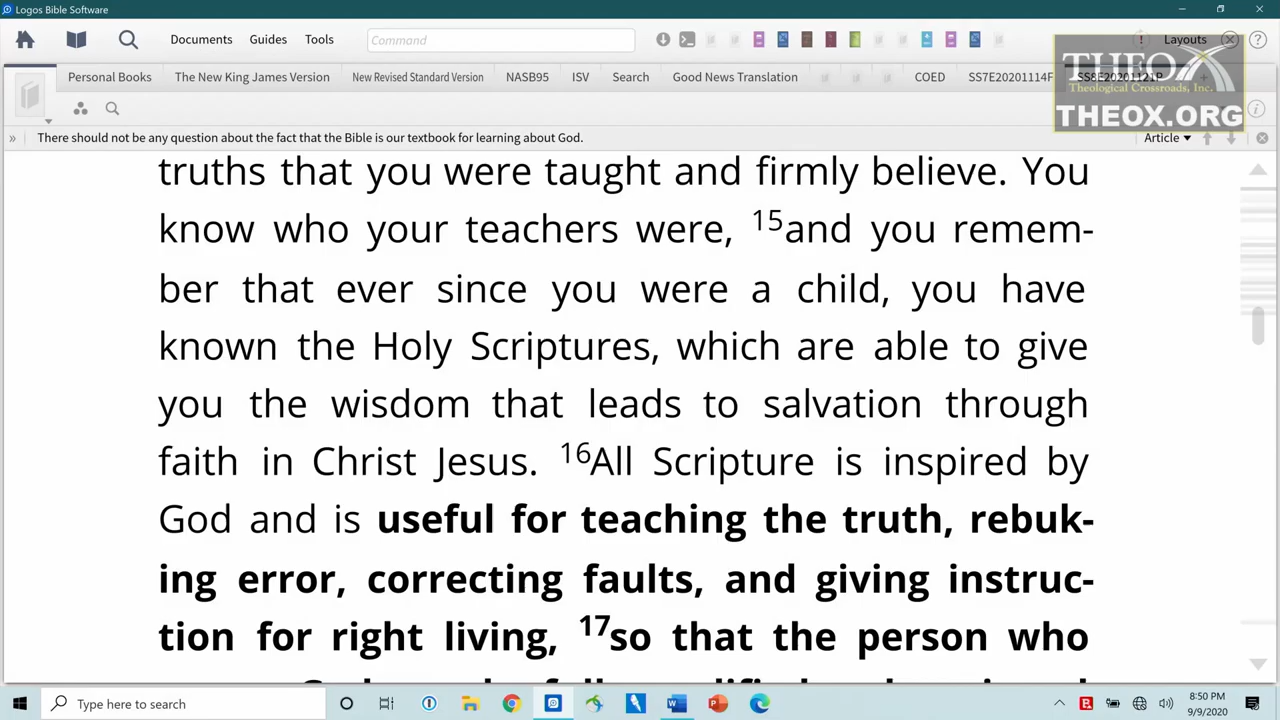 Logos Bible Software
Documents Guides Tools Command Layouts
Personal Books The New King James Version New Revised Standard Version NASB95 ISV Search Good News Translation COED SS7E20201114F SS8E20201121P
THEOX
Theological Crossroads, Inc.
THEOX.ORG
» There should not be any question about the fact that the Bible is our textbook for learning about God. Article
truths that you were taught and firmly believe. You
know who your teachers were, 15and you remem-
ber that ever since you were a child, you have
known the Holy Scriptures, which are able to give
you the wisdom that leads to salvation through
faith in Christ Jesus. 16All Scripture is inspired by
God and is useful for teaching the truth, rebuk-
ing error, correcting faults, and giving instruc-
tion for right living, 17so that the person who
Type here to search
8:50 PM
9/9/2020